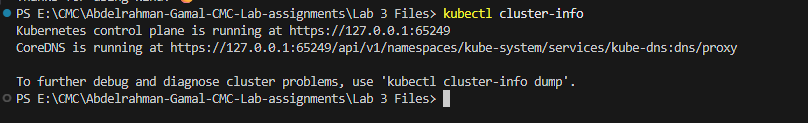 PS E:\CMC\Abdelrahman-Gamal-CMC-Lab-assignments\Lab 3 Files> kubectl cluster-info
Kubernetes control plane is running at https://127.0.0.1:65249
CoreDNS is running at https://127.0.0.1:65249/api/v1/namespaces/kube-system/services/kube-dns:dns/proxy

To further debug and diagnose cluster problems, use 'kubectl cluster-info dump'.
PS E:\CMC\Abdelrahman-Gamal-CMC-Lab-assignments\Lab 3 Files>